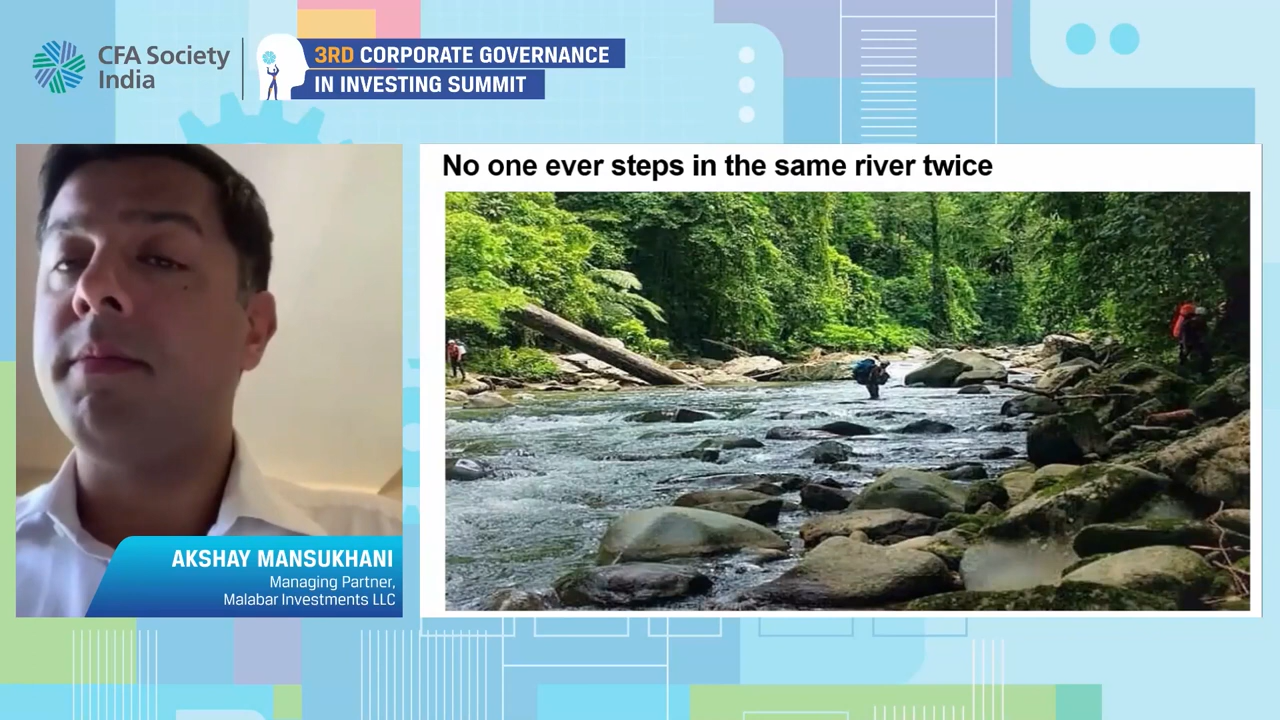 CFA Society
India
3RD CORPORATE GOVERNANCE
IN INVESTING SUMMIT
No one ever steps in the same river twice
AKSHAY MANSUKHANI
Managing Partner,
Malabar Investments LLC